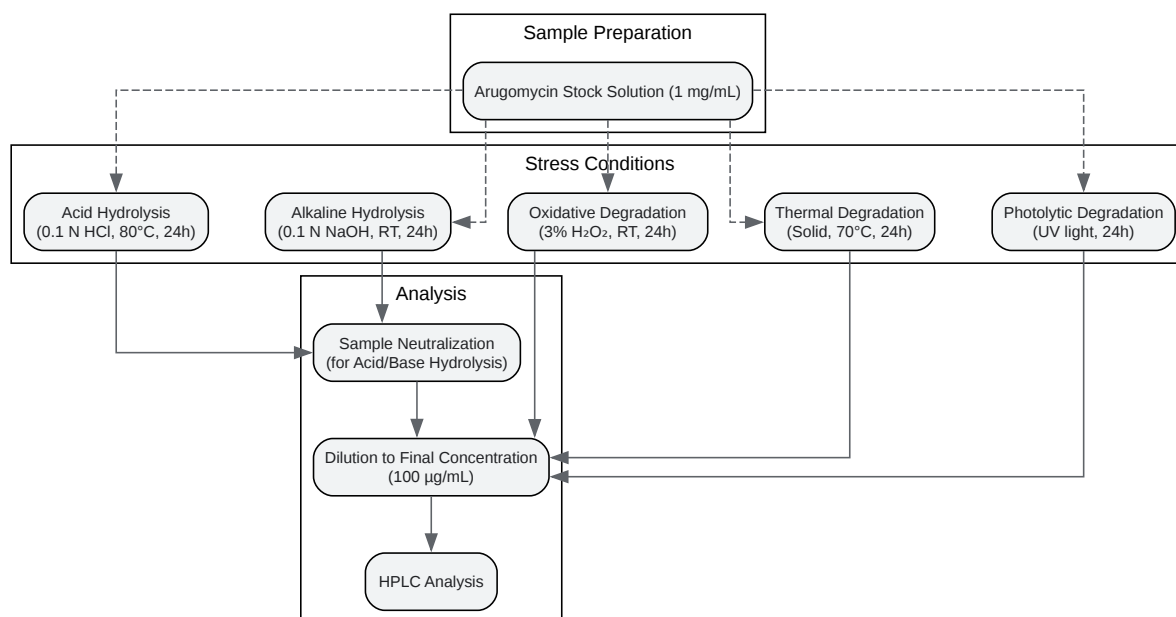 Sample Preparation
Arugomycin Stock Solution (1 mg/mL)
Stress Conditions
Acid Hydrolysis
(0.1 N HCl, 80°C, 24h)
Alkaline Hydrolysis
(0.1 N NaOH, RT, 24h)
Oxidative Degradation
(3% H₂O₂, RT, 24h)
Thermal Degradation
(Solid, 70°C, 24h)
Photolytic Degradation
(UV light, 24h)
Analysis
Sample Neutralization
(for Acid/Base Hydrolysis)
Dilution to Final Concentration
(100 µg/mL)
HPLC Analysis